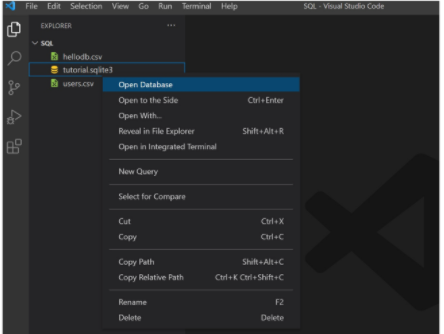 File Edit Selection View Go Run Terminal Help SQL - Visual Studio Code
EXPLORER ...
SQL
hellodb.csv
tutorial.sqlite3
users.csv
Open Database
Open to the Side Ctrl+Enter
Open With...
Reveal in File Explorer Shift+Alt+R
Open in Integrated Terminal
New Query
Select for Compare
Cut Ctrl+X
Copy Ctrl+C
Copy Path Shift+Alt+C
Copy Relative Path Ctrl+K Ctrl+Shift+C
Rename F2
Delete Delete